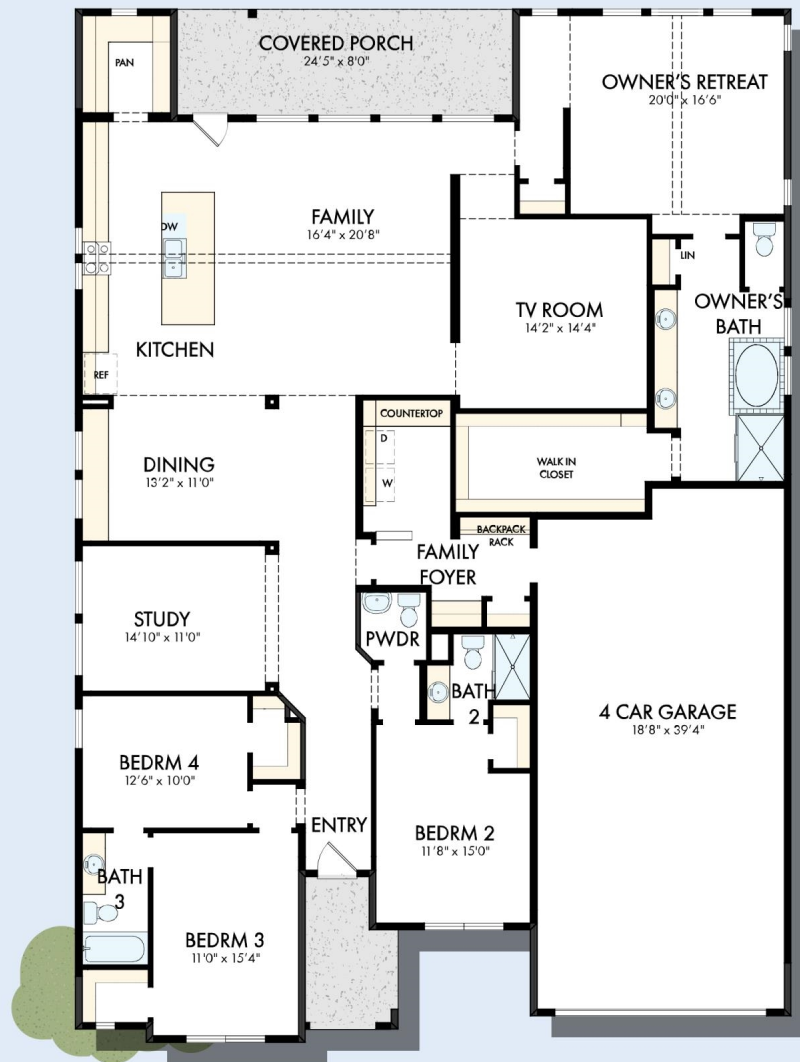 PAN
COVERED PORCH
24'5" x 8'0"
OWNER'S RETREAT
20'0" x 16'6"
FAMILY
16'4" x 20'8"
DW
KITCHEN
REF
TV ROOM
14'2" x 14'4"
LIN
OWNER'S
BATH
DINING
13'2" x 11'0"
COUNTERTOP
D
W
WALK IN
CLOSET
BACKPACK
RACK
FAMILY
FOYER
STUDY
14'10" x 11'0"
PWDR
BATH
2
4 CAR GARAGE
18'8" x 39'4"
BEDRM 4
12'6" x 10'0"
ENTRY
BEDRM 2
11'8" x 15'0"
BATH
3
BEDRM 3
11'0" x 15'4"